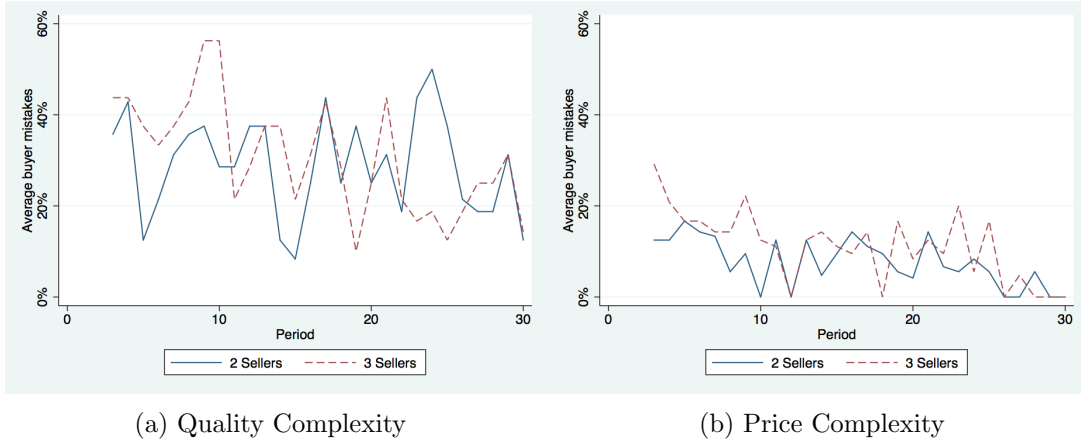 60%
40%
20%
0%
Average buyer mistakes
0
10
20
30
Period
2 Sellers
3 Sellers
(a) Quality Complexity
60%
40%
20%
0%
Average buyer mistakes
0
10
20
30
Period
2 Sellers
3 Sellers
(b) Price Complexity